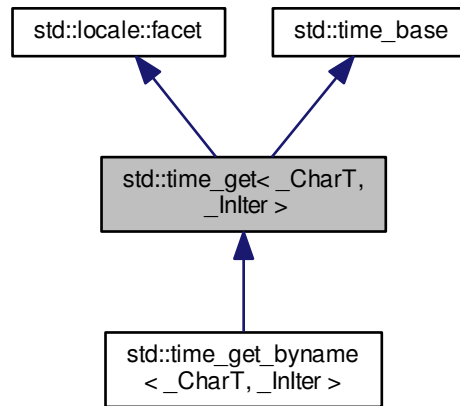 std::locale::facet
std::time_base
std::time_get< _CharT,
_InIter >
std::time_get_byname
< _CharT, _InIter >